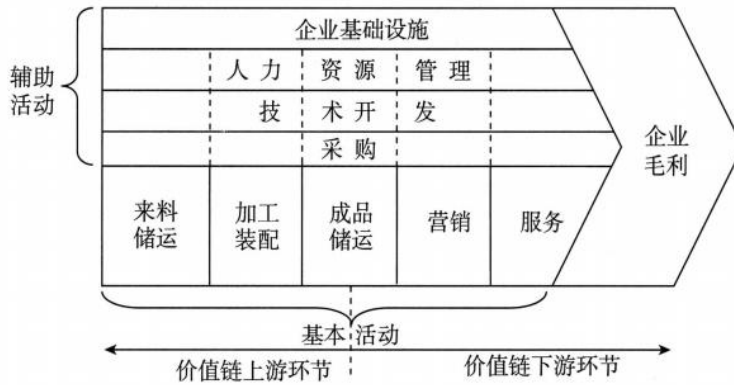 企业基础设施
辅助
活动
人力 资源 管理
技 术开 发
采购
企业
毛利
来料
储运
加工
装配
成品
储运
营销
服务
基本 活动
价值链上游环节
价值链下游环节